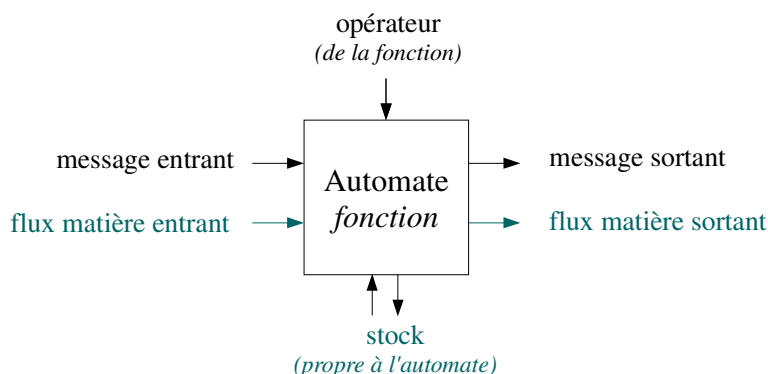 opérateur
(de la fonction)
message entrant
message sortant
Automate
fonction
flux matière entrant
flux matière sortant
stock
(propre à l'automate)